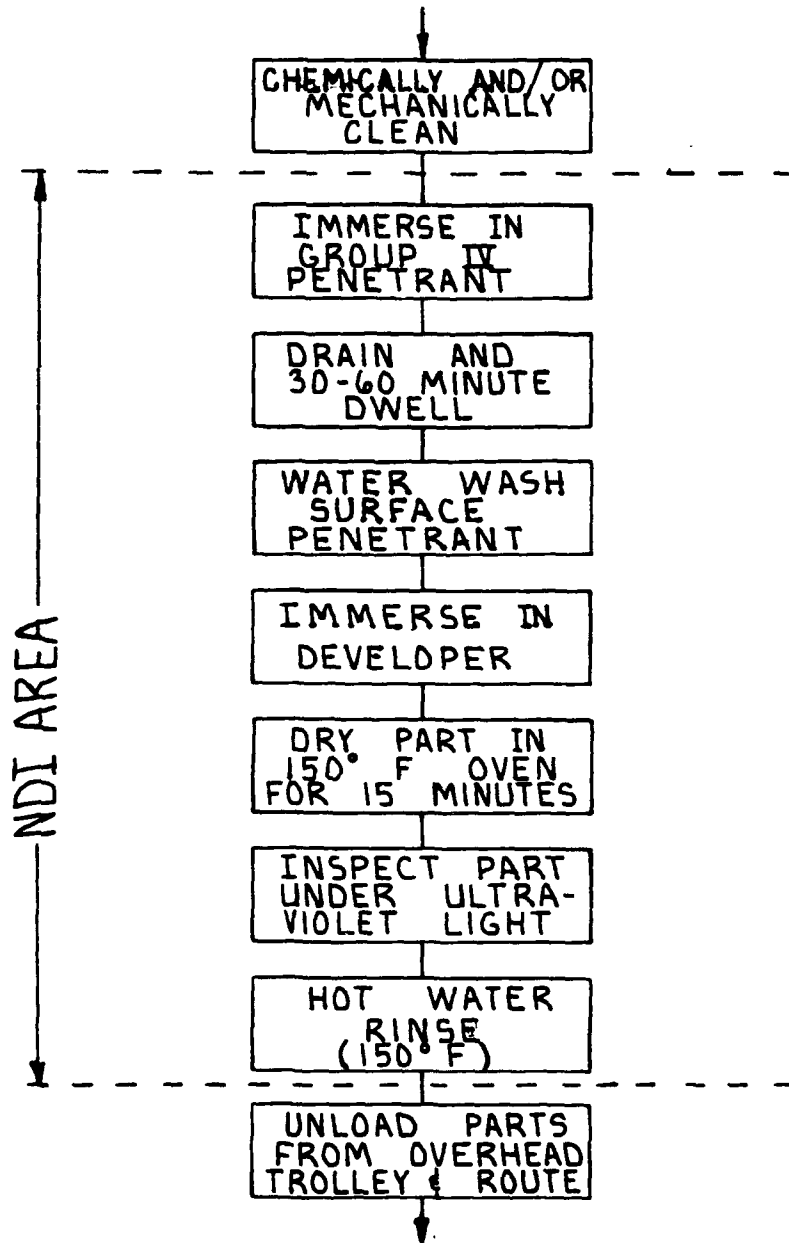 CHEMICALLY AND/OR
MECHANICALLY
CLEAN
IMMERSE IN
GROUP IV
PENETRANT
DRAIN AND
30-60 MINUTE
DWELL
WATER WASH
SURFACE
PENETRANT
IMMERSE IN
DEVELOPER
DRY PART IN
150° F OVEN
FOR 15 MINUTES
INSPECT PART
UNDER ULTRA-
VIOLET LIGHT
HOT WATER
RINSE
(150° F)
UNLOAD PARTS
FROM OVERHEAD
TROLLEY & ROUTE
NDI AREA